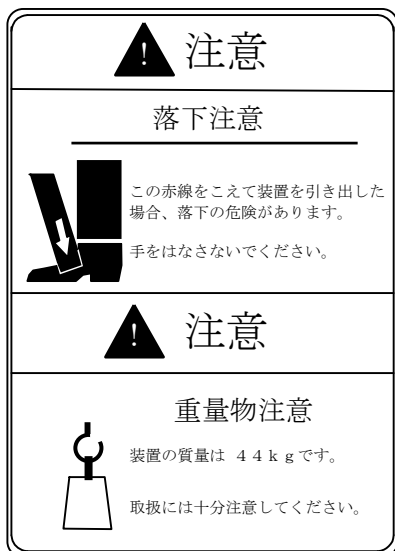 注意
落下注意
この赤線をこえて装置を引き出した
場合、落下の危険があります。
手をはなさないでください。
注意
重量物注意
装置の質量は ４４ｋｇです。
取扱には十分注意してください。